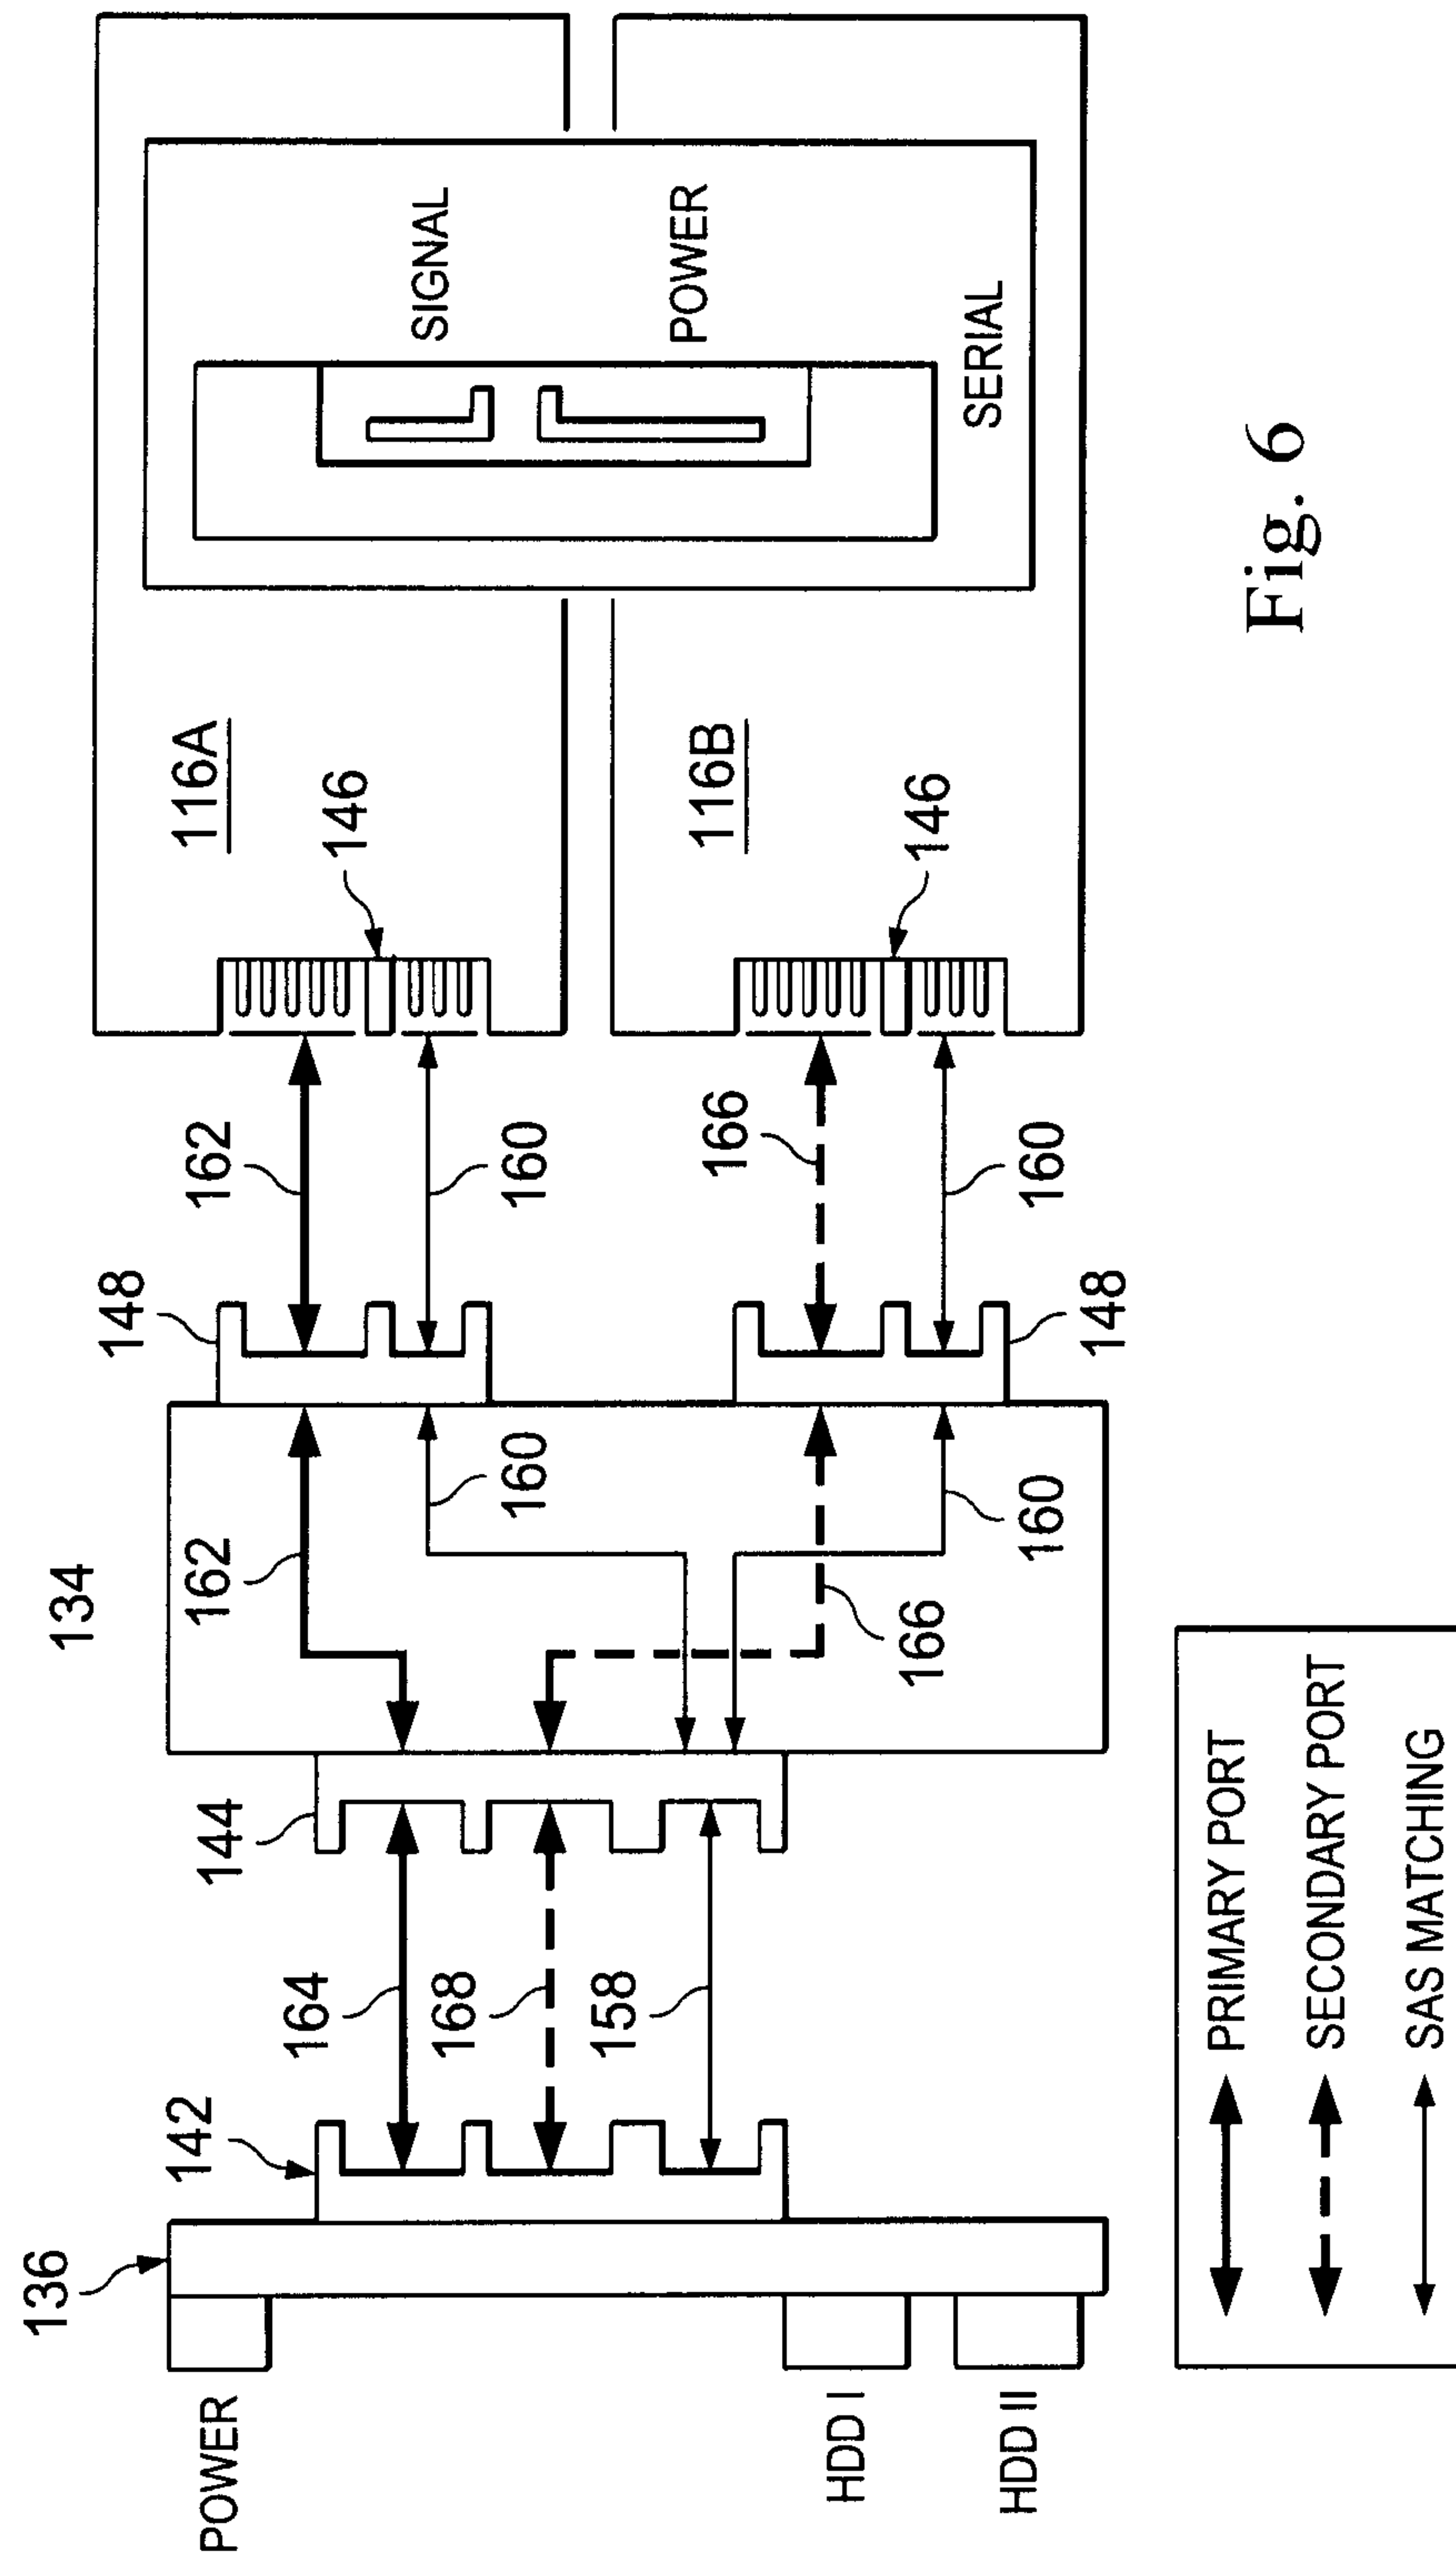 136
142
144
134
148
162
160
116A
146
164
168
158
162
160
166
160
166
160
148
116B
146
SIGNAL
POWER
SERIAL
POWER
HDD I
HDD II
PRIMARY PORT
SECONDARY PORT
SAS MATCHING
Fig. 6